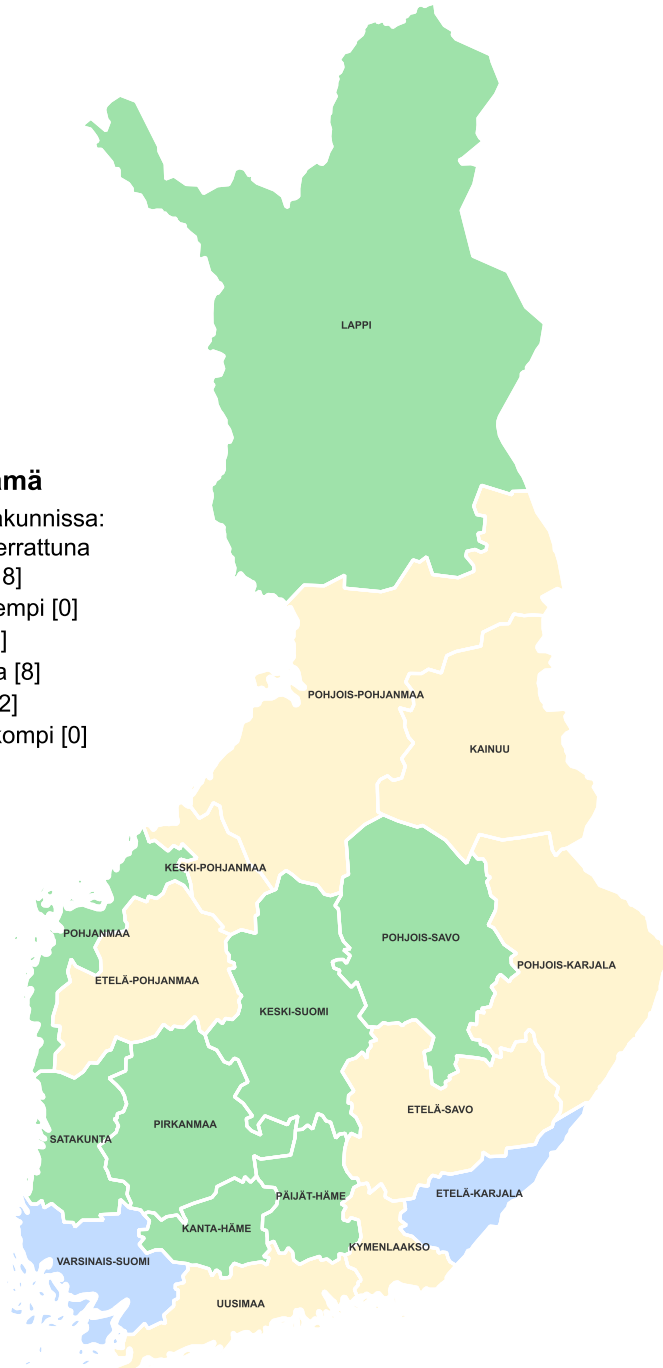 LAPPI
ämä
akunnissa:
errattuna
8]
empi [0]
]
a [8]
2]
kompi [0]
POHJOIS-POHJANMAA
KAINUU
KESKI-POHJANMAA
POHJANMAA
POHJOIS-SAVO
POHJOIS-KARJALA
ETELÄ-POHJANMAA
KESKI-SUOMI
ETELÄ-SAVO
PIRKANMAA
SATAKUNTA
PÄIJÄT-HÄME
ETELÄ-KARJALA
KANTA-HÄME
KYMENLAAKSO
VARSINAIS-SUOMI
UUSIMAA